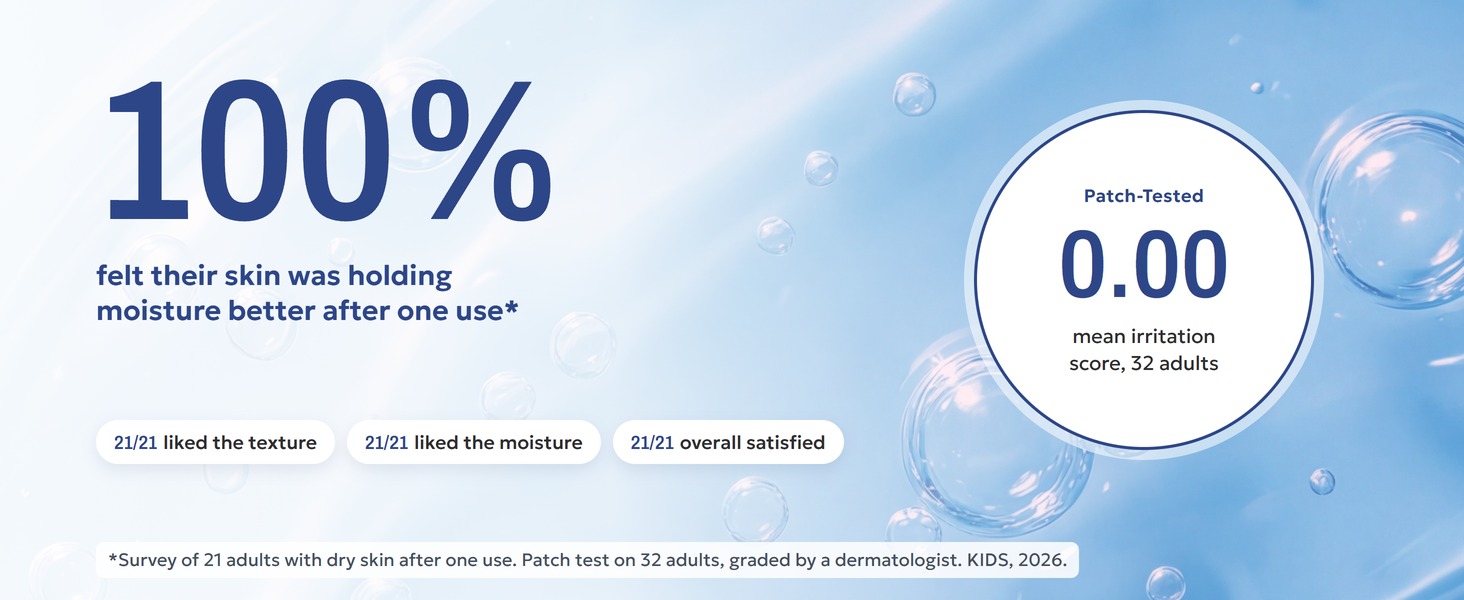 100%
felt their skin was holding
moisture better after one use*
21/21 liked the texture
21/21 liked the moisture
21/21 overall satisfied
Patch-Tested
0.00
mean irritation
score, 32 adults
*Survey of 21 adults with dry skin after one use. Patch test on 32 adults, graded by a dermatologist. KIDS, 2026.